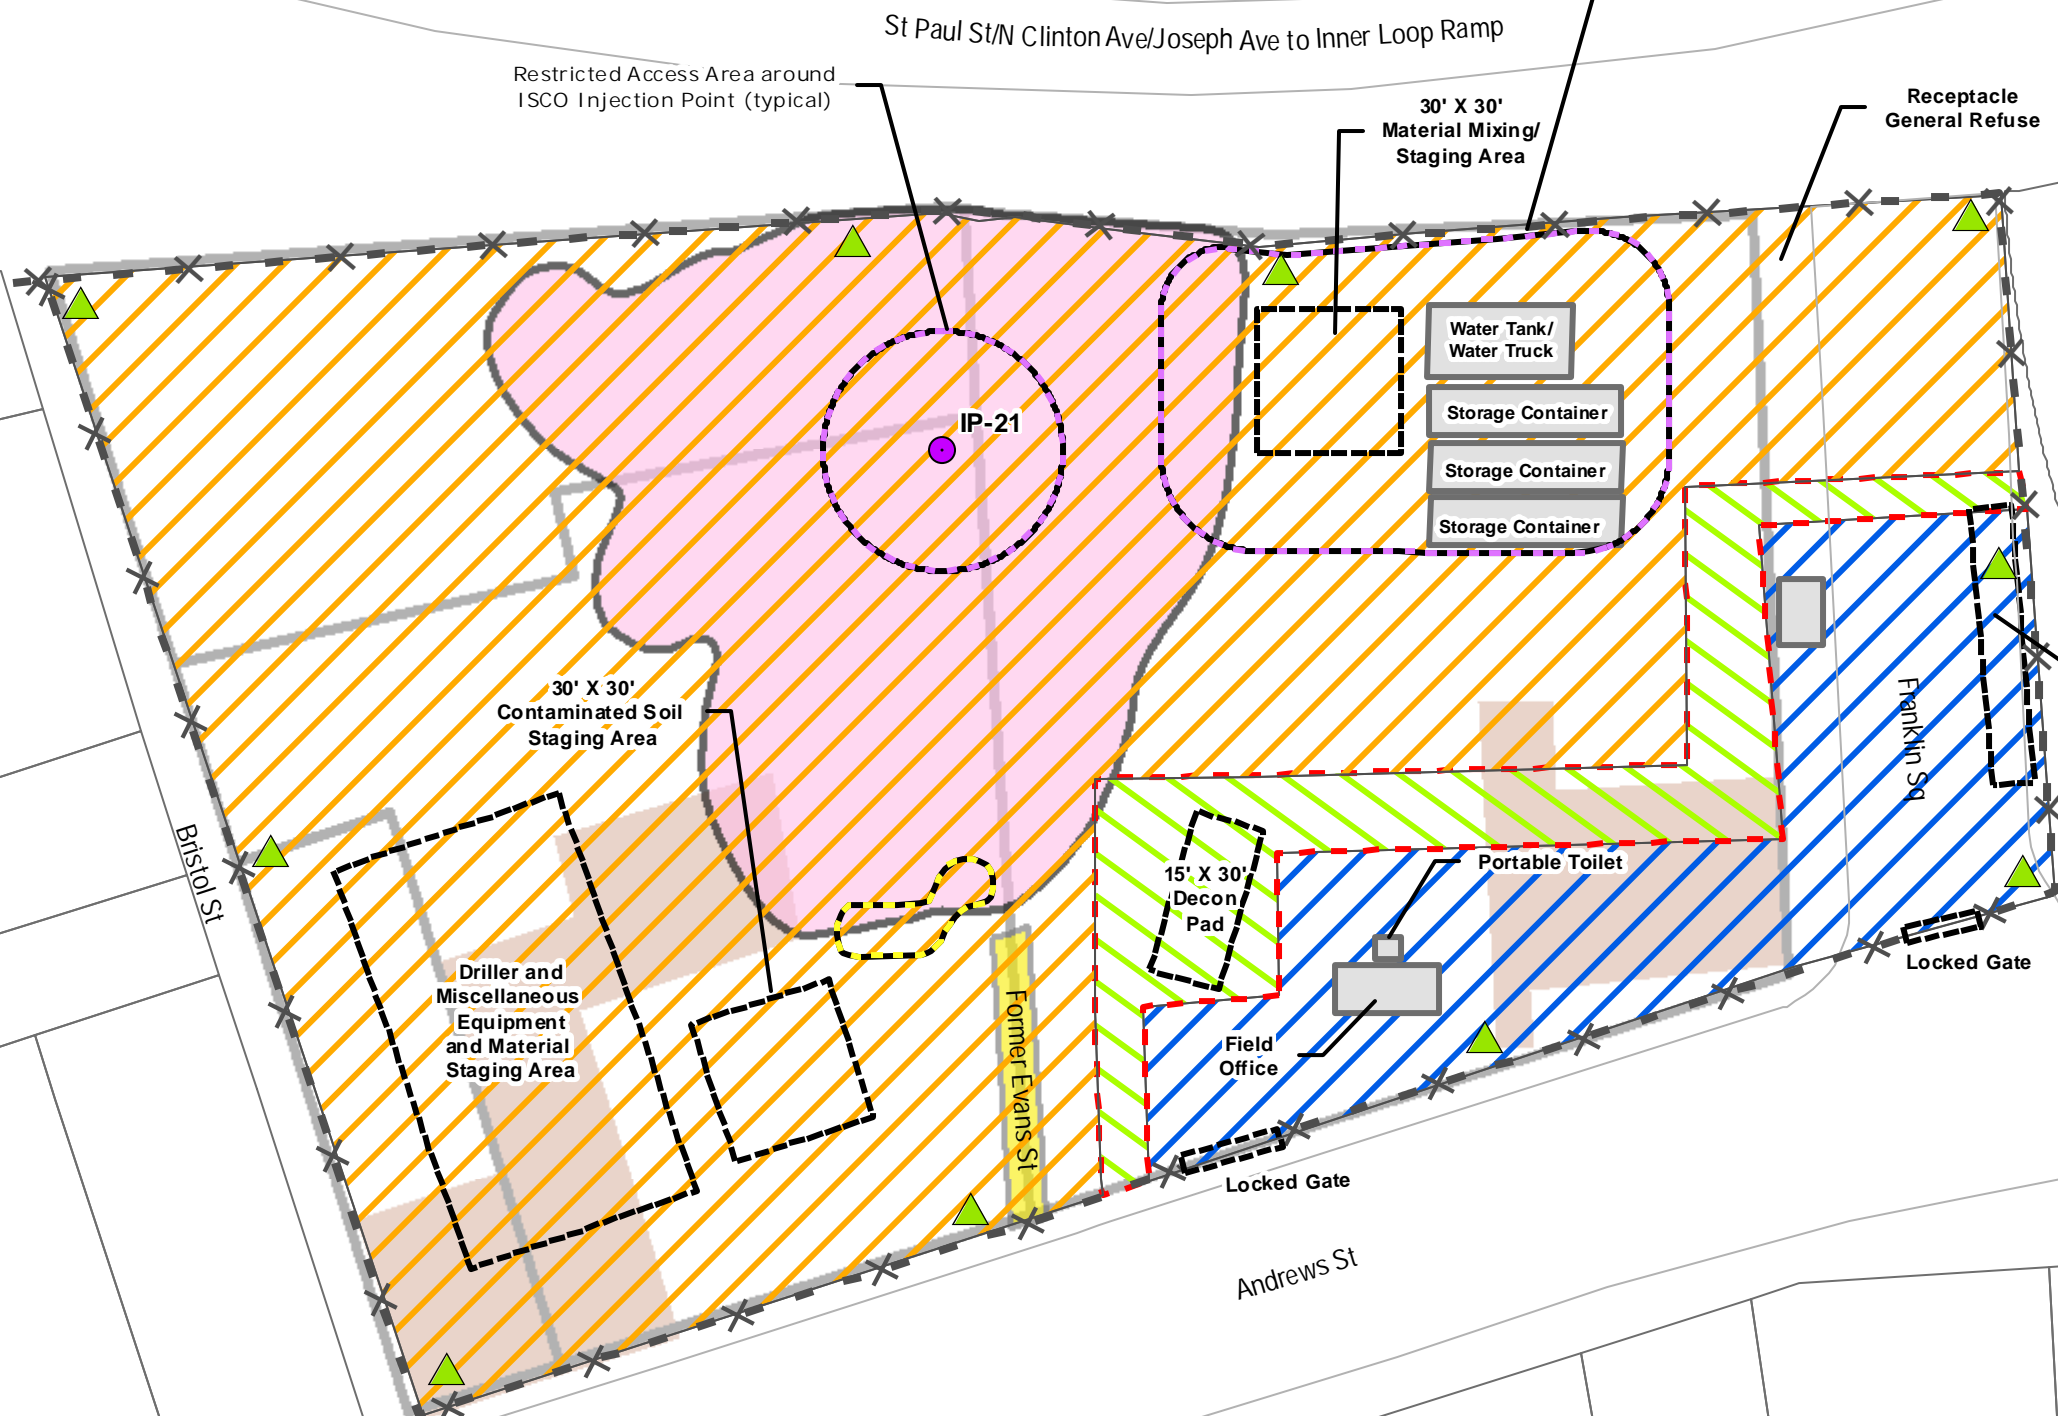 St Paul St/N Clinton Ave/Joseph Ave to Inner Loop Ramp
Restricted Access Area around
ISCO Injection Point (typical)
30' X 30'
Material Mixing/
Staging Area
Receptacle
General Refuse
Water Tank/
Water Truck
Storage Container
Storage Container
Storage Container
IP-21
30' X 30'
Contaminated Soil
Staging Area
Franklin Sq
Bristol St
Portable Toilet
15' X 30'
Decon
Pad
Driller and
Miscellaneous
Equipment
and Material
Staging Area
Locked Gate
Former Evans St
Field
Office
Locked Gate
Andrews St